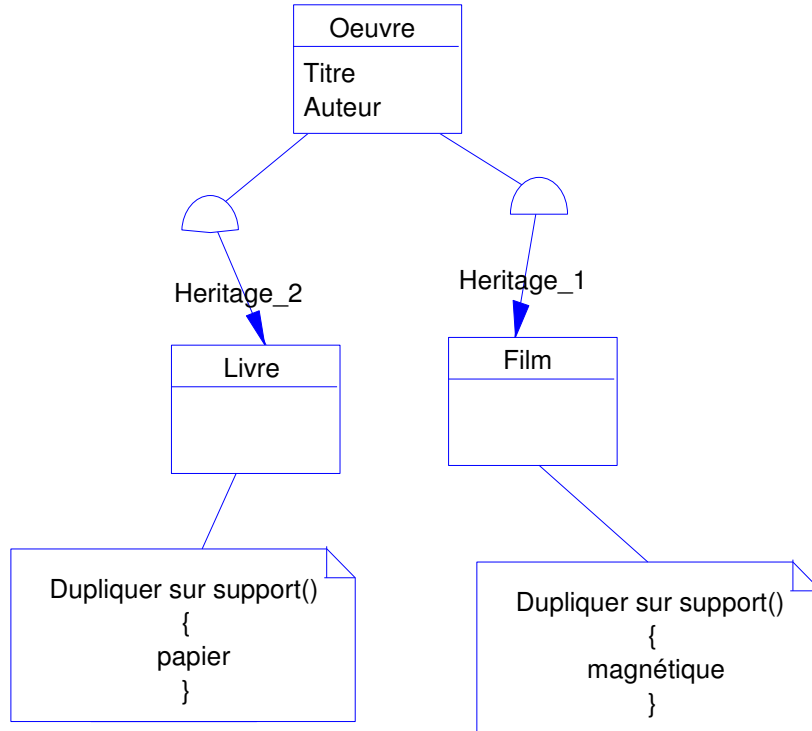 Oeuvre
Titre
Auteur
Heritage_2
Heritage_1
Livre
Film
Dupliquer sur support()
{
papier
}
Dupliquer sur support()
{
magnétique
}